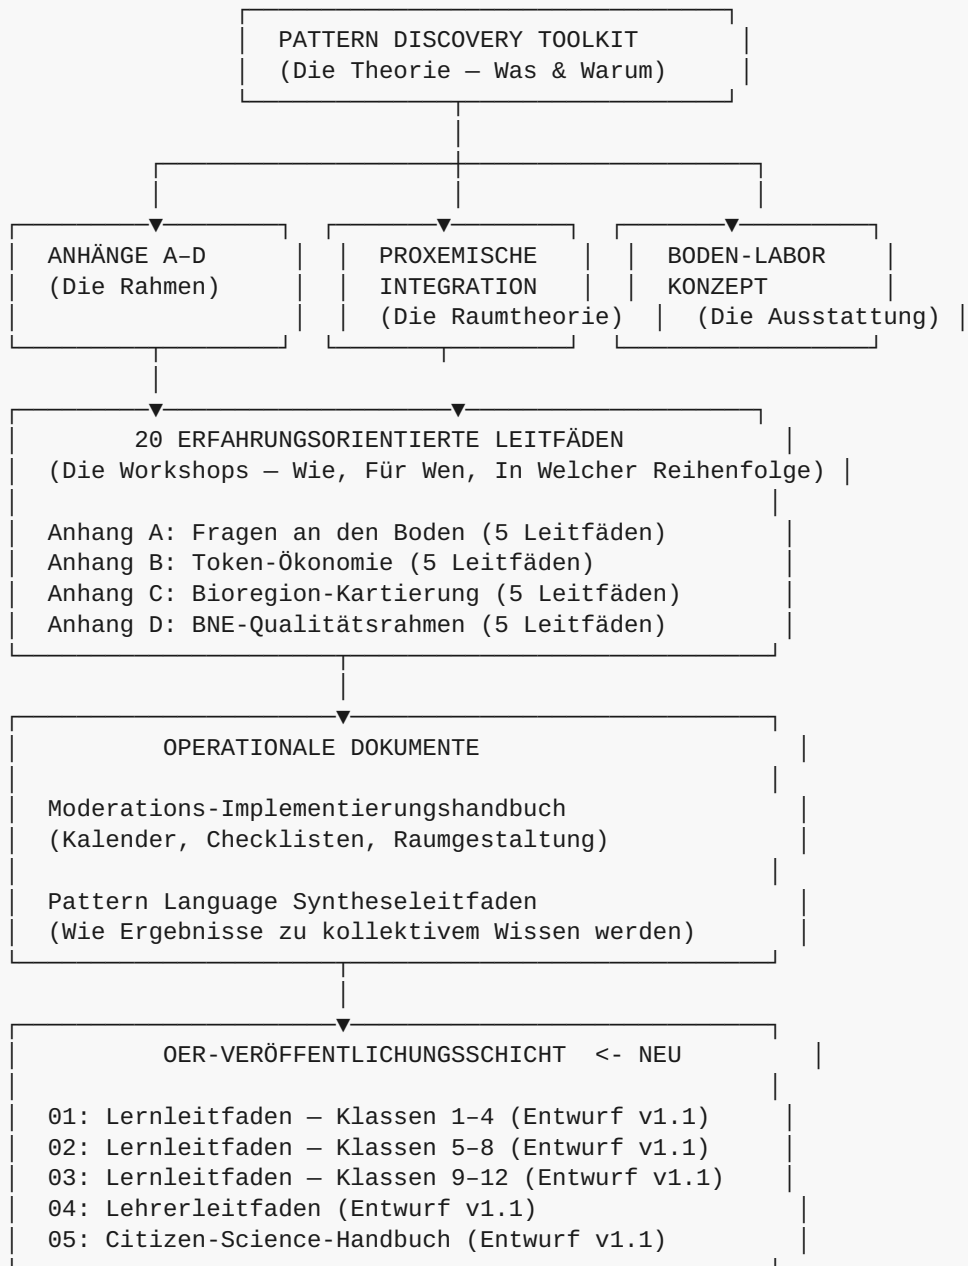 PATTERN DISCOVERY TOOLKIT
(Die Theorie — Was & Warum)
ANHÄNGE A–D PROXEMISCHE BODEN-LABOR
(Die Rahmen) INTEGRATION KONZEPT
(Die Raumtheorie) (Die Ausstattung)
20 ERFAHRUNGSORIENTIERTE LEITFÄDEN
(Die Workshops — Wie, Für Wen, In Welcher Reihenfolge)
Anhang A: Fragen an den Boden (5 Leitfäden)
Anhang B: Token-Ökonomie (5 Leitfäden)
Anhang C: Bioregion-Kartierung (5 Leitfäden)
Anhang D: BNE-Qualitätsrahmen (5 Leitfäden)
OPERATIONALE DOKUMENTE
Moderations-Implementierungshandbuch
(Kalender, Checklisten, Raumgestaltung)
Pattern Language Syntheseleitfaden
(Wie Ergebnisse zu kollektivem Wissen werden)
OER-VERÖFFENTLICHUNGSSCHICHT <- NEU
01: Lernleitfaden — Klassen 1–4 (Entwurf v1.1)
02: Lernleitfaden — Klassen 5–8 (Entwurf v1.1)
03: Lernleitfaden — Klassen 9–12 (Entwurf v1.1)
04: Lehrerleitfaden (Entwurf v1.1)
05: Citizen-Science-Handbuch (Entwurf v1.1)